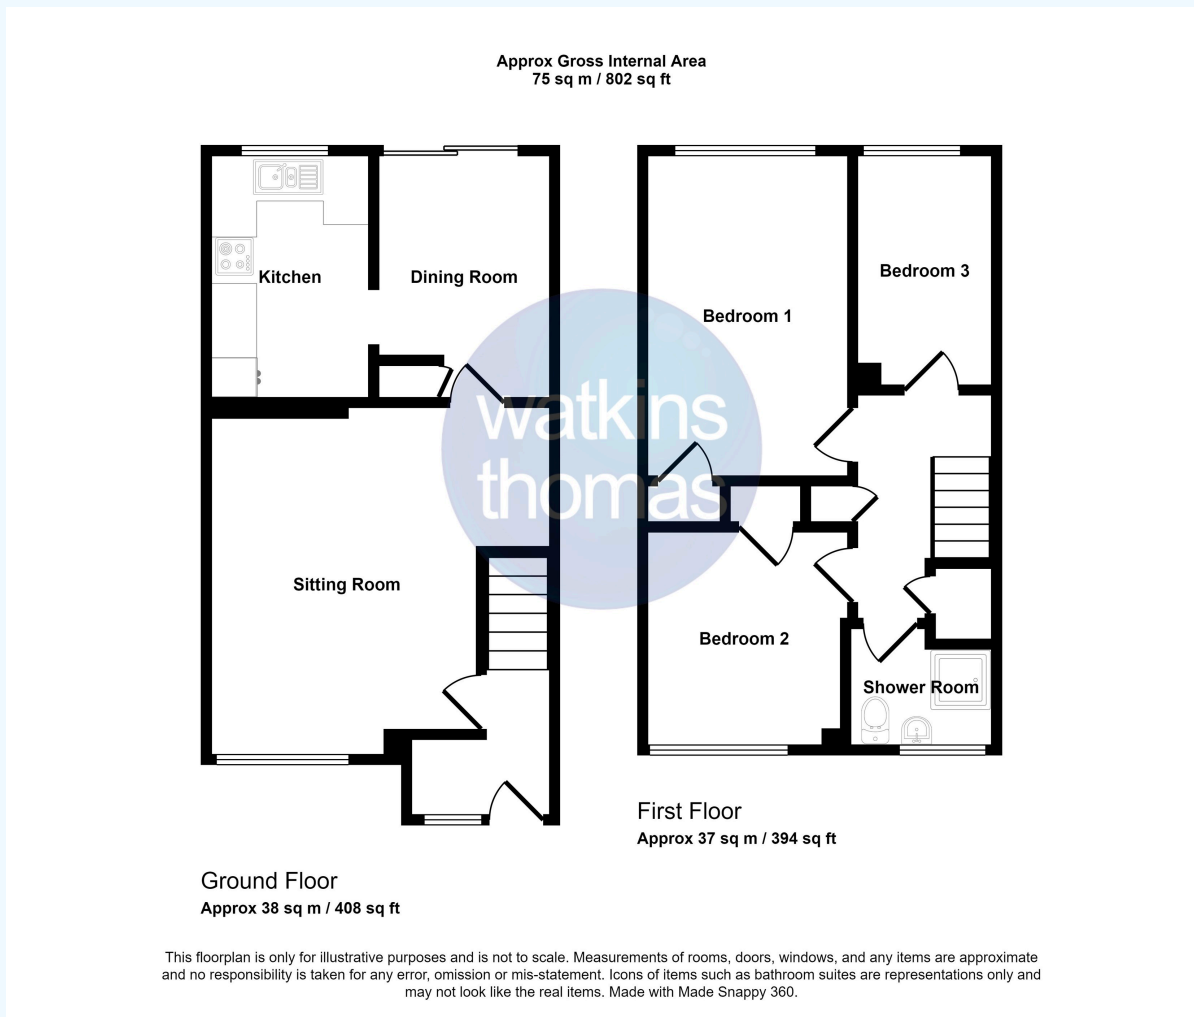 Approx Gross Internal Area
75 sq m / 802 sq ft
Kitchen
Dining Room
Sitting Room
Bedroom 1
Bedroom 3
Bedroom 2
Shower Room
watkins
thomas
Ground Floor
Approx 38 sq m / 408 sq ft
First Floor
Approx 37 sq m / 394 sq ft
This floorplan is only for illustrative purposes and is not to scale. Measurements of rooms, doors, windows, and any items are approximate
and no responsibility is taken for any error, omission or mis-statement. Icons of items such as bathroom suites are representations only and
may not look like the real items. Made with Made Snappy 360.